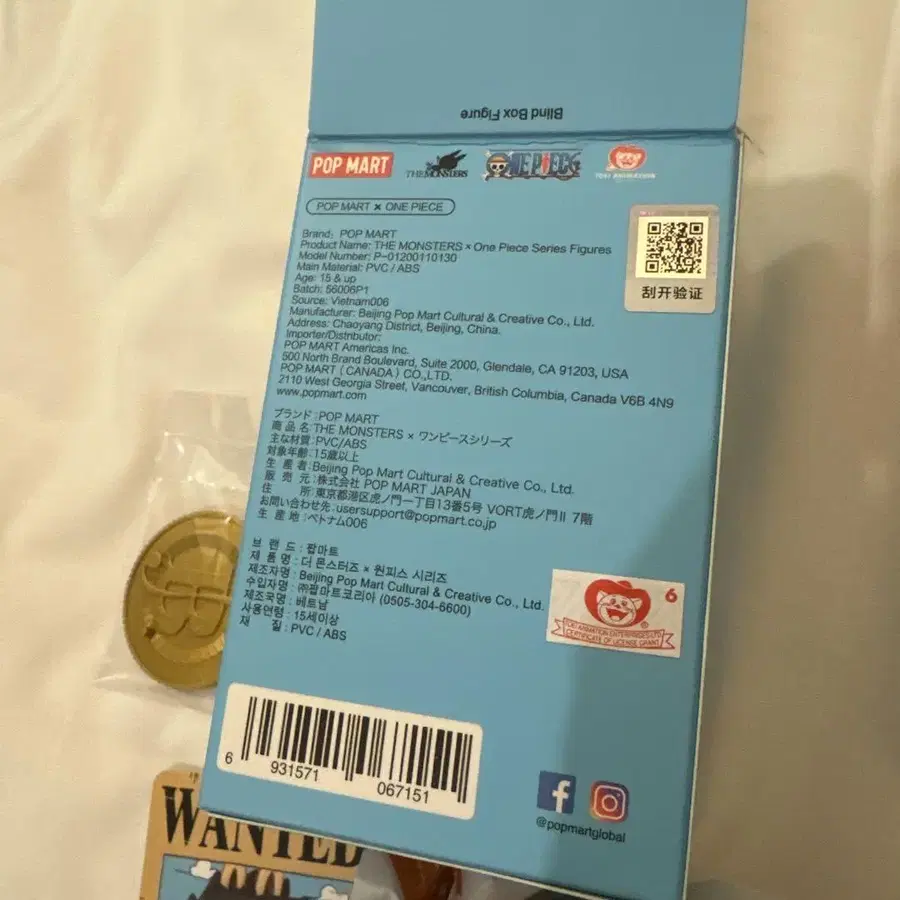 Blind Box Figure
POP MART
THE MONSTERS
ONE PIECE
TOEI ANIMATION
POP MART × ONE PIECE
Brand: POP MART
Product Name: THE MONSTERS × One Piece Series Figures
Model Number: P-01200110130
Main Material: PVC / ABS
Age: 15 & up
Batch: 56006P1
Source: Vietnam006
Manufacturer: Beijing Pop Mart Cultural & Creative Co., Ltd.
Address: Chaoyang District, Beijing, China.
Importer/Distributor:
POP MART Americas Inc.
500 North Brand Boulevard, Suite 2000, Glendale, CA 91203, USA
POP MART ( CANADA ) CO.,LTD.
2110 West Georgia Street, Vancouver, British Columbia, Canada V6B 4N9
www.popmart.com
刮开验证
ブランド:POP MART
商品名:THE MONSTERS × ワンピースシリーズ
主な材質:PVC/ABS
対象年齢:15歳以上
生産者:Beijing Pop Mart Cultural & Creative Co., Ltd.
販売元:株式会社 POP MART JAPAN
住所:東京都港区虎ノ門一丁目13番5号 VORT虎ノ門II 7階
お問い合わせ先:usersupport@popmart.co.jp
生産地:ベトナム006
브랜드:팝마트
제품명:더 몬스터즈 × 원피스 시리즈
제조자명:Beijing Pop Mart Cultural & Creative Co., Ltd.
수입자명:㈜팝마트코리아 (0505-304-6600)
제조국명:베트남
사용연령:15세이상
재질:PVC / ABS
6
TOEI ANIMATION ENTERPRISES LTD
CERTIFICATE OF LICENSE GRANT
6 931571 067151
@popmartglobal
WANTED